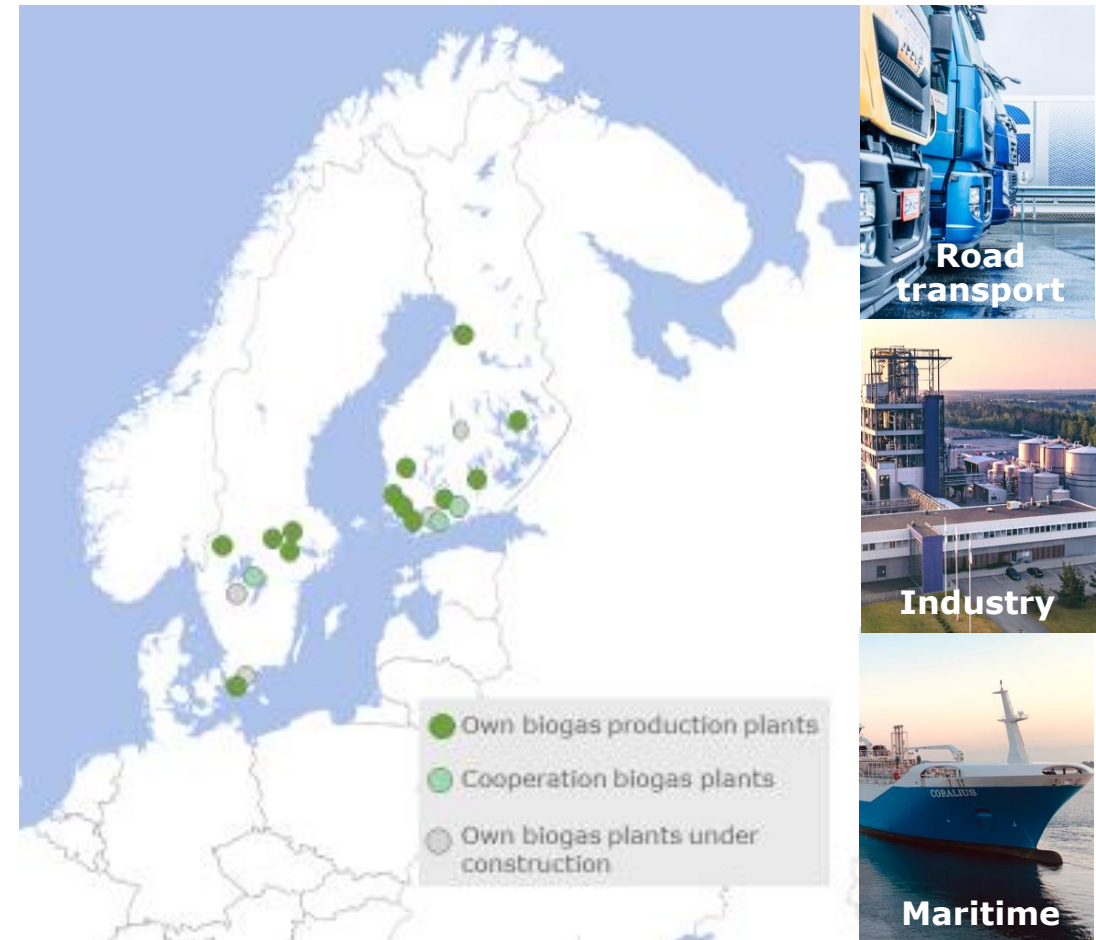 Road
transport
Own biogas production plants
Cooperation biogas plants
Own biogas plants under
construction
Industry
CORALIUS
Maritime